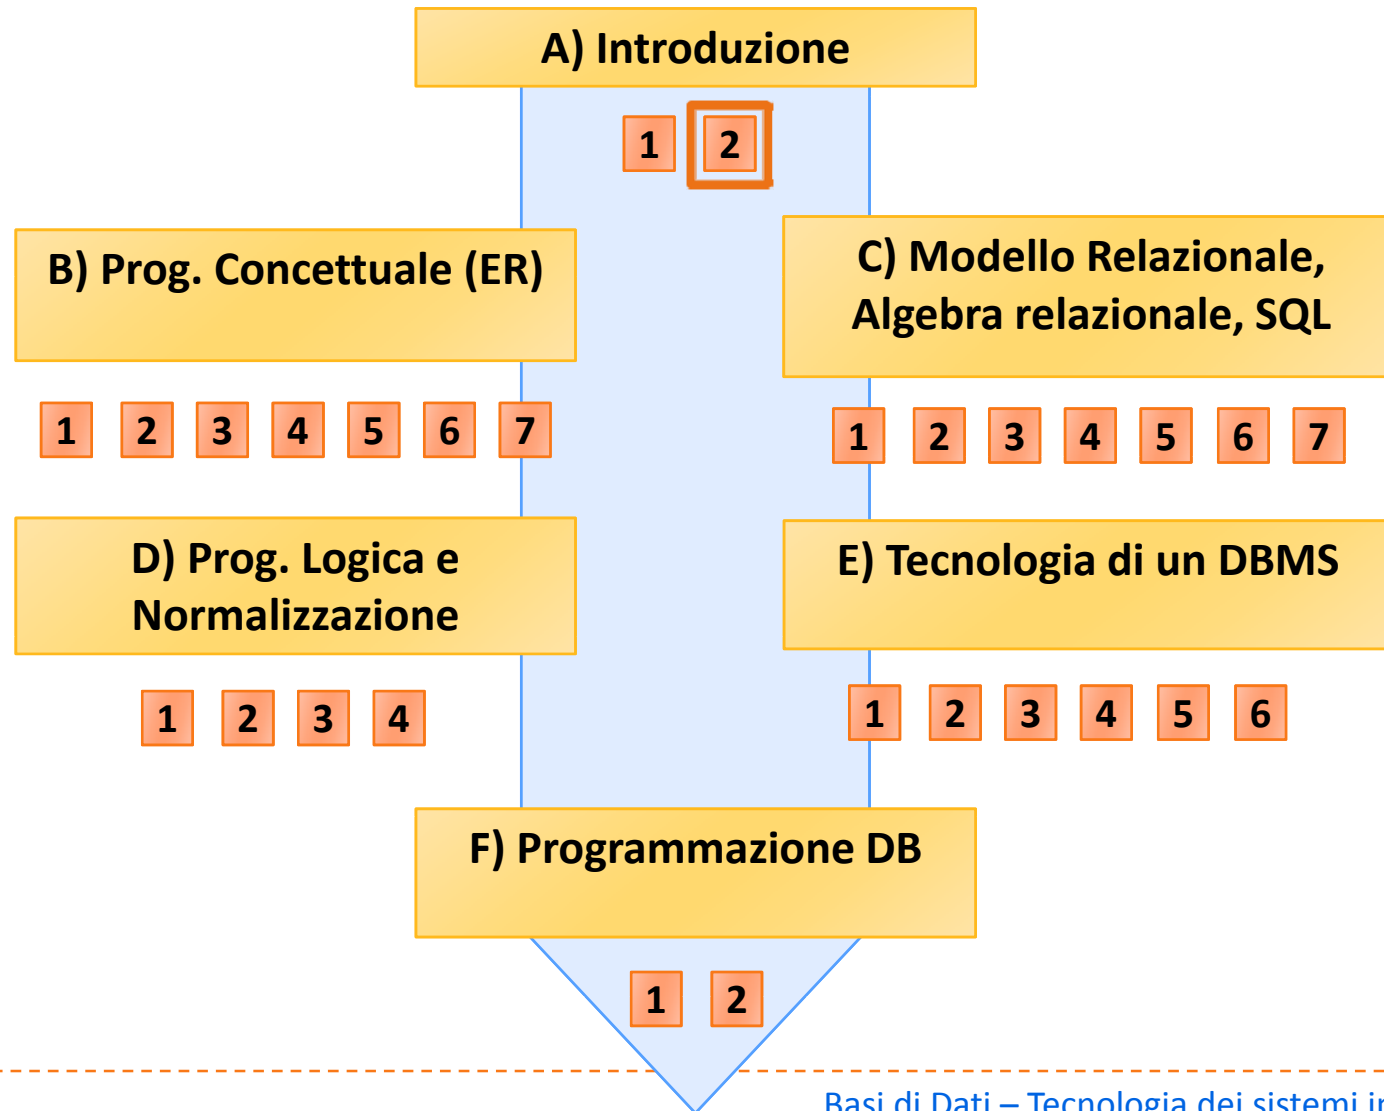 A) Introduzione
1 2
B) Prog. Concettuale (ER)
1 2 3 4 5 6 7
C) Modello Relazionale,
Algebra relazionale, SQL
1 2 3 4 5 6 7
D) Prog. Logica e
Normalizzazione
1 2 3 4
E) Tecnologia di un DBMS
1 2 3 4 5 6
F) Programmazione DB
1 2
Basi di Dati – Tecnologia dei sistemi